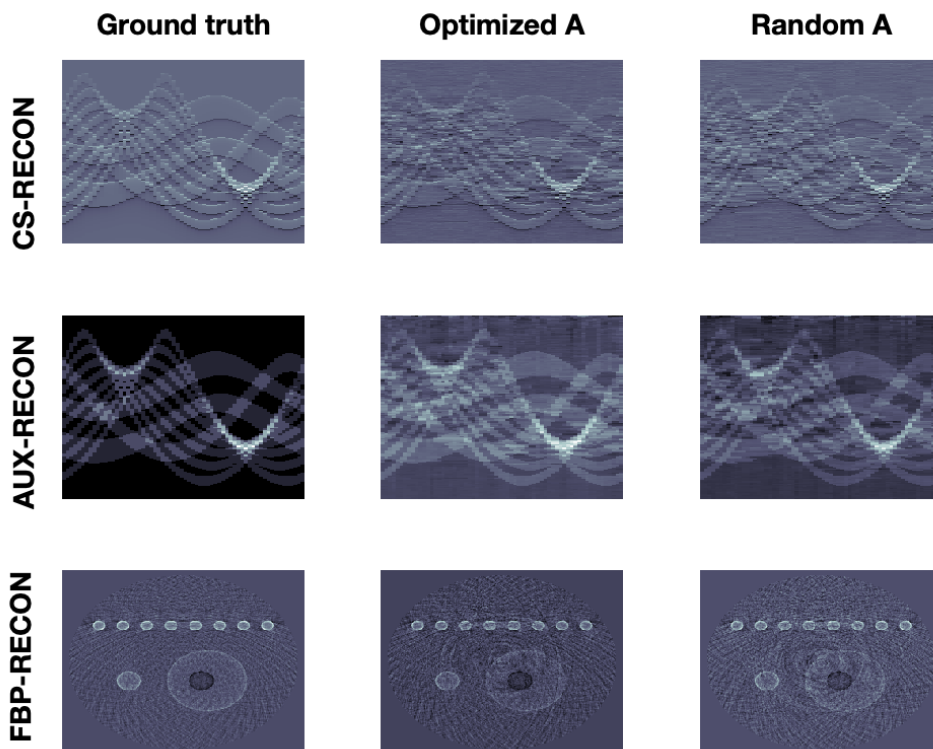 Ground truth
Optimized A
Random A
CS-RECON
AUX-RECON
FBP-RECON